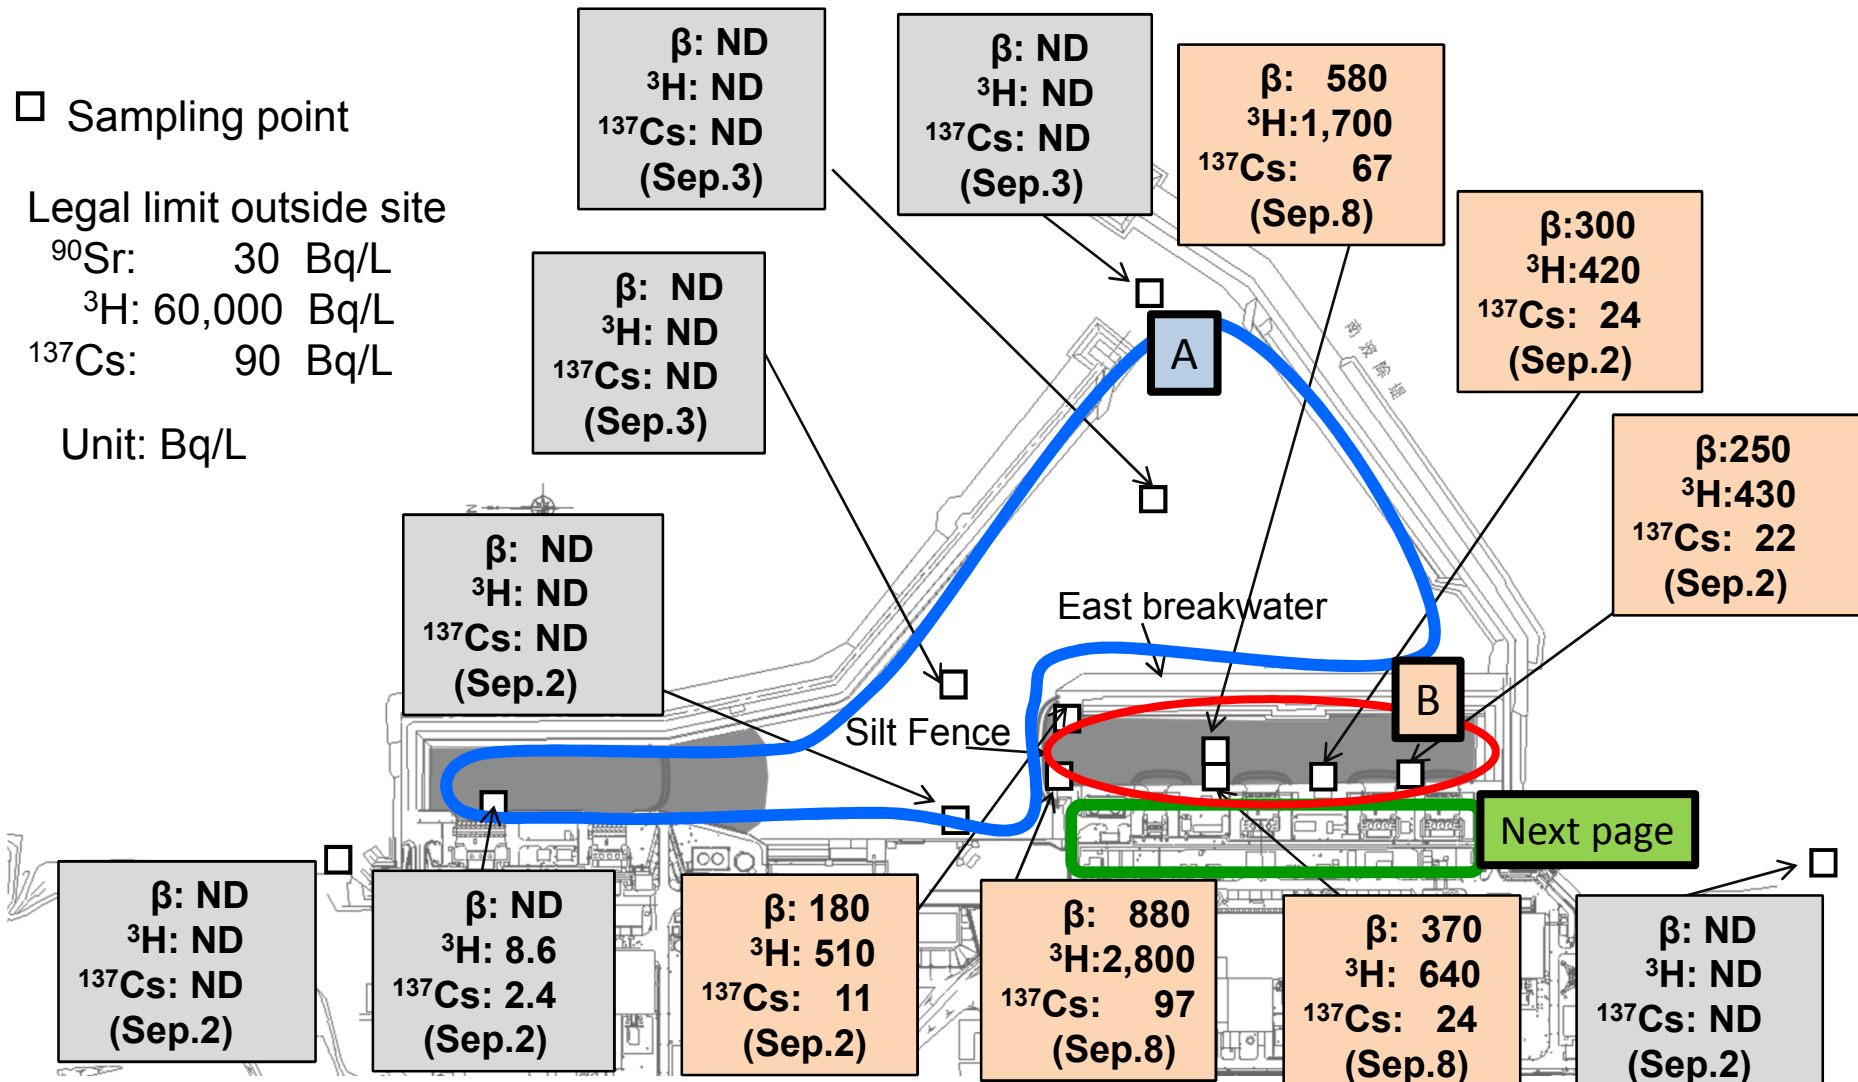 Sampling point
Legal limit outside site
⁹⁰Sr: 30 Bq/L
³H: 60,000 Bq/L
¹³⁷Cs: 90 Bq/L
Unit: Bq/L
β: ND
³H: ND
¹³⁷Cs: ND
(Sep.3)
β: ND
³H: ND
¹³⁷Cs: ND
(Sep.3)
β: 580
³H:1,700
¹³⁷Cs: 67
(Sep.8)
β:300
³H:420
¹³⁷Cs: 24
(Sep.2)
β: ND
³H: ND
¹³⁷Cs: ND
(Sep.3)
A
南波除堤
β:250
³H:430
¹³⁷Cs: 22
(Sep.2)
N
β: ND
³H: ND
¹³⁷Cs: ND
(Sep.2)
East breakwater
B
Silt Fence
Next page
β: ND
³H: ND
¹³⁷Cs: ND
(Sep.2)
β: ND
³H: 8.6
¹³⁷Cs: 2.4
(Sep.2)
β: 180
³H: 510
¹³⁷Cs: 11
(Sep.2)
β: 880
³H:2,800
¹³⁷Cs: 97
(Sep.8)
β: 370
³H: 640
¹³⁷Cs: 24
(Sep.8)
β: ND
³H: ND
¹³⁷Cs: ND
(Sep.2)